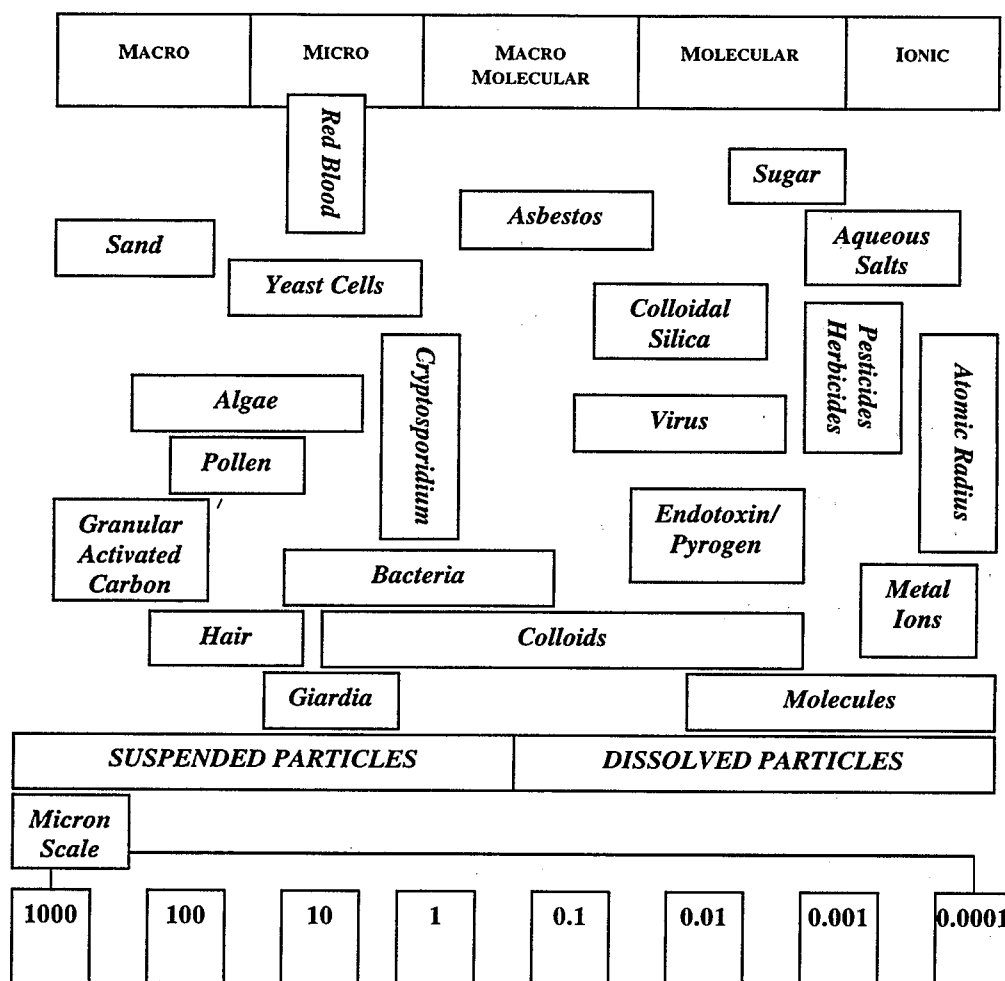 MACRO
MICRO
MACRO
MOLECULAR
MOLECULAR
IONIC
Red Blood
Sugar
Asbestos
Sand
Aqueous
Salts
Yeast Cells
Colloidal
Silica
Pesticides
Herbicides
Cryptosporidium
Atomic Radius
Algae
Virus
Pollen
Granular
Activated
Carbon
Endotoxin/
Pyrogen
Bacteria
Metal
Ions
Hair
Colloids
Giardia
Molecules
SUSPENDED PARTICLES
DISSOLVED PARTICLES
Micron
Scale
1000
100
10
1
0.1
0.01
0.001
0.0001